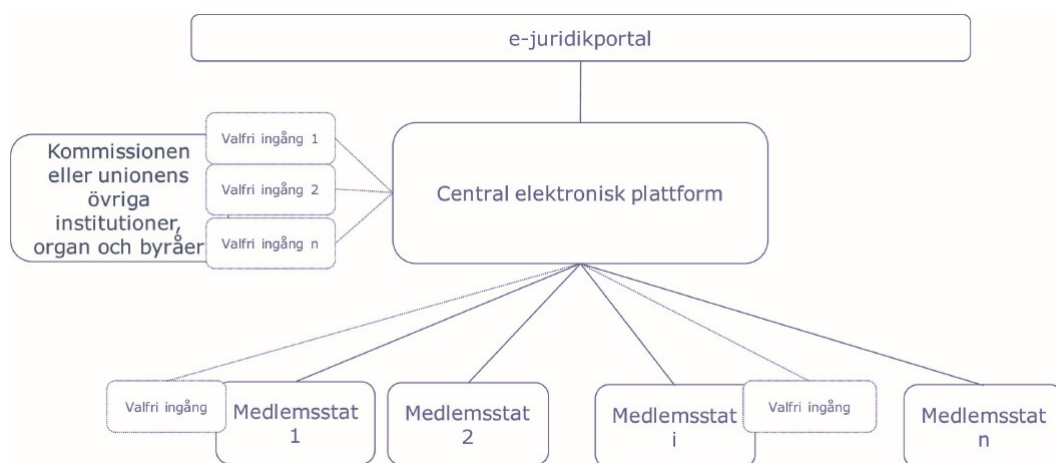 e-juridikportal
Kommissionen
eller unionens
övriga
institutioner,
organ och byråer
Valfri ingång 1
Valfri ingång 2
Valfri ingång n
Central elektronisk plattform
Valfri ingång
Medlemsstat
1
Medlemsstat
2
Medlemsstat
i
Valfri ingång
Medlemsstat
n